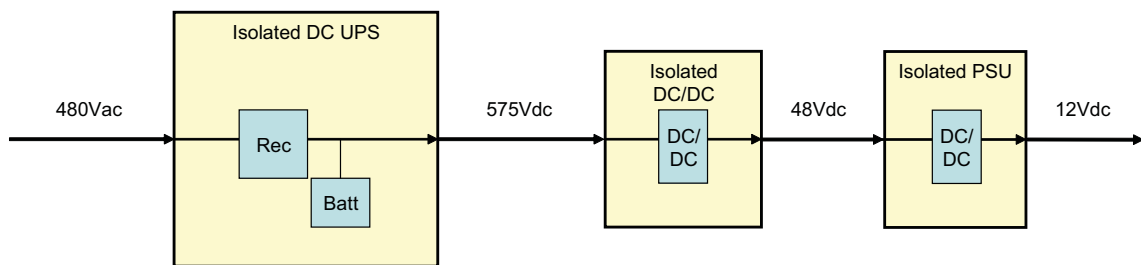 Isolated DC UPS
480Vac
Rec
Batt
575Vdc
Isolated
DC/DC
DC/
DC
48Vdc
Isolated PSU
DC/
DC
12Vdc